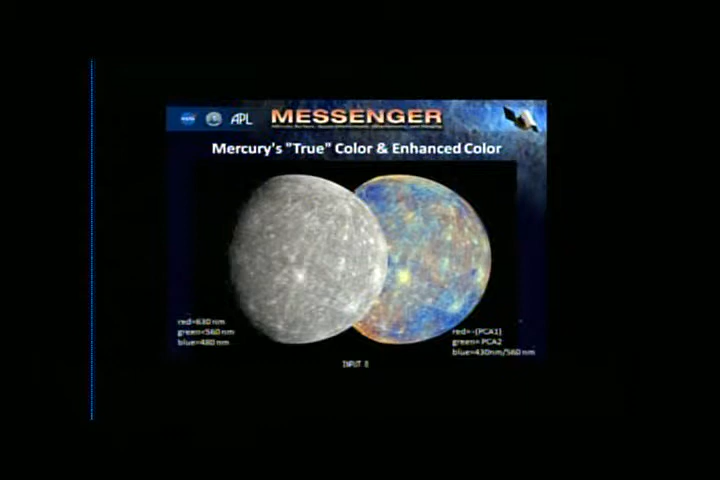 NASA
APL
MESSENGER
Mercury's "True" Color & Enhanced Color
red=630 nm
green=560 nm
blue=480 nm
red=-(PCA1)
green= PCA2
blue=430nm/560 nm